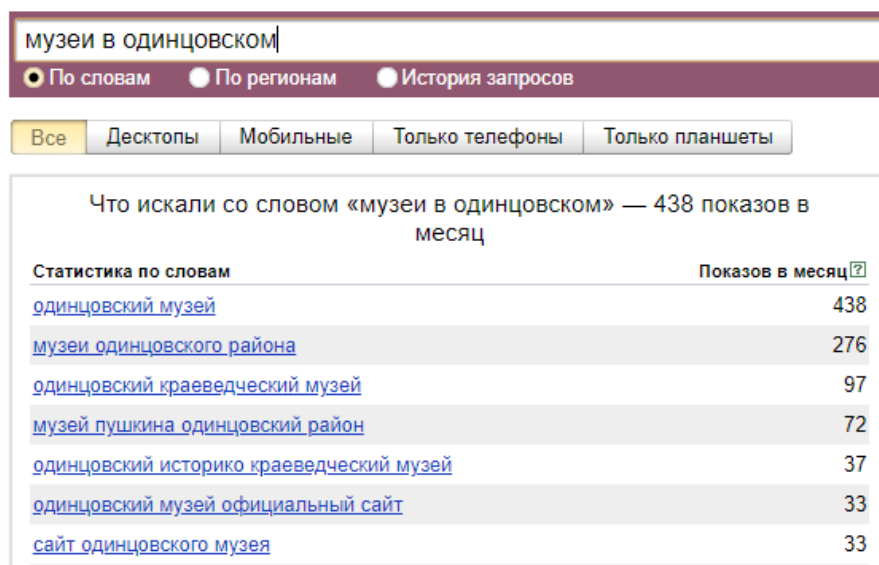 музеи в одинцовском
По словам По регионам История запросов
Все Десктопы Мобильные Только телефоны Только планшеты
Что искали со словом «музеи в одинцовском» — 438 показов в
месяц
Статистика по словам Показов в месяц ?
одинцовский музей 438
музеи одинцовского района 276
одинцовский краеведческий музей 97
музей пушкина одинцовский район 72
одинцовский историко краеведческий музей 37
одинцовский музей официальный сайт 33
сайт одинцовского музея 33